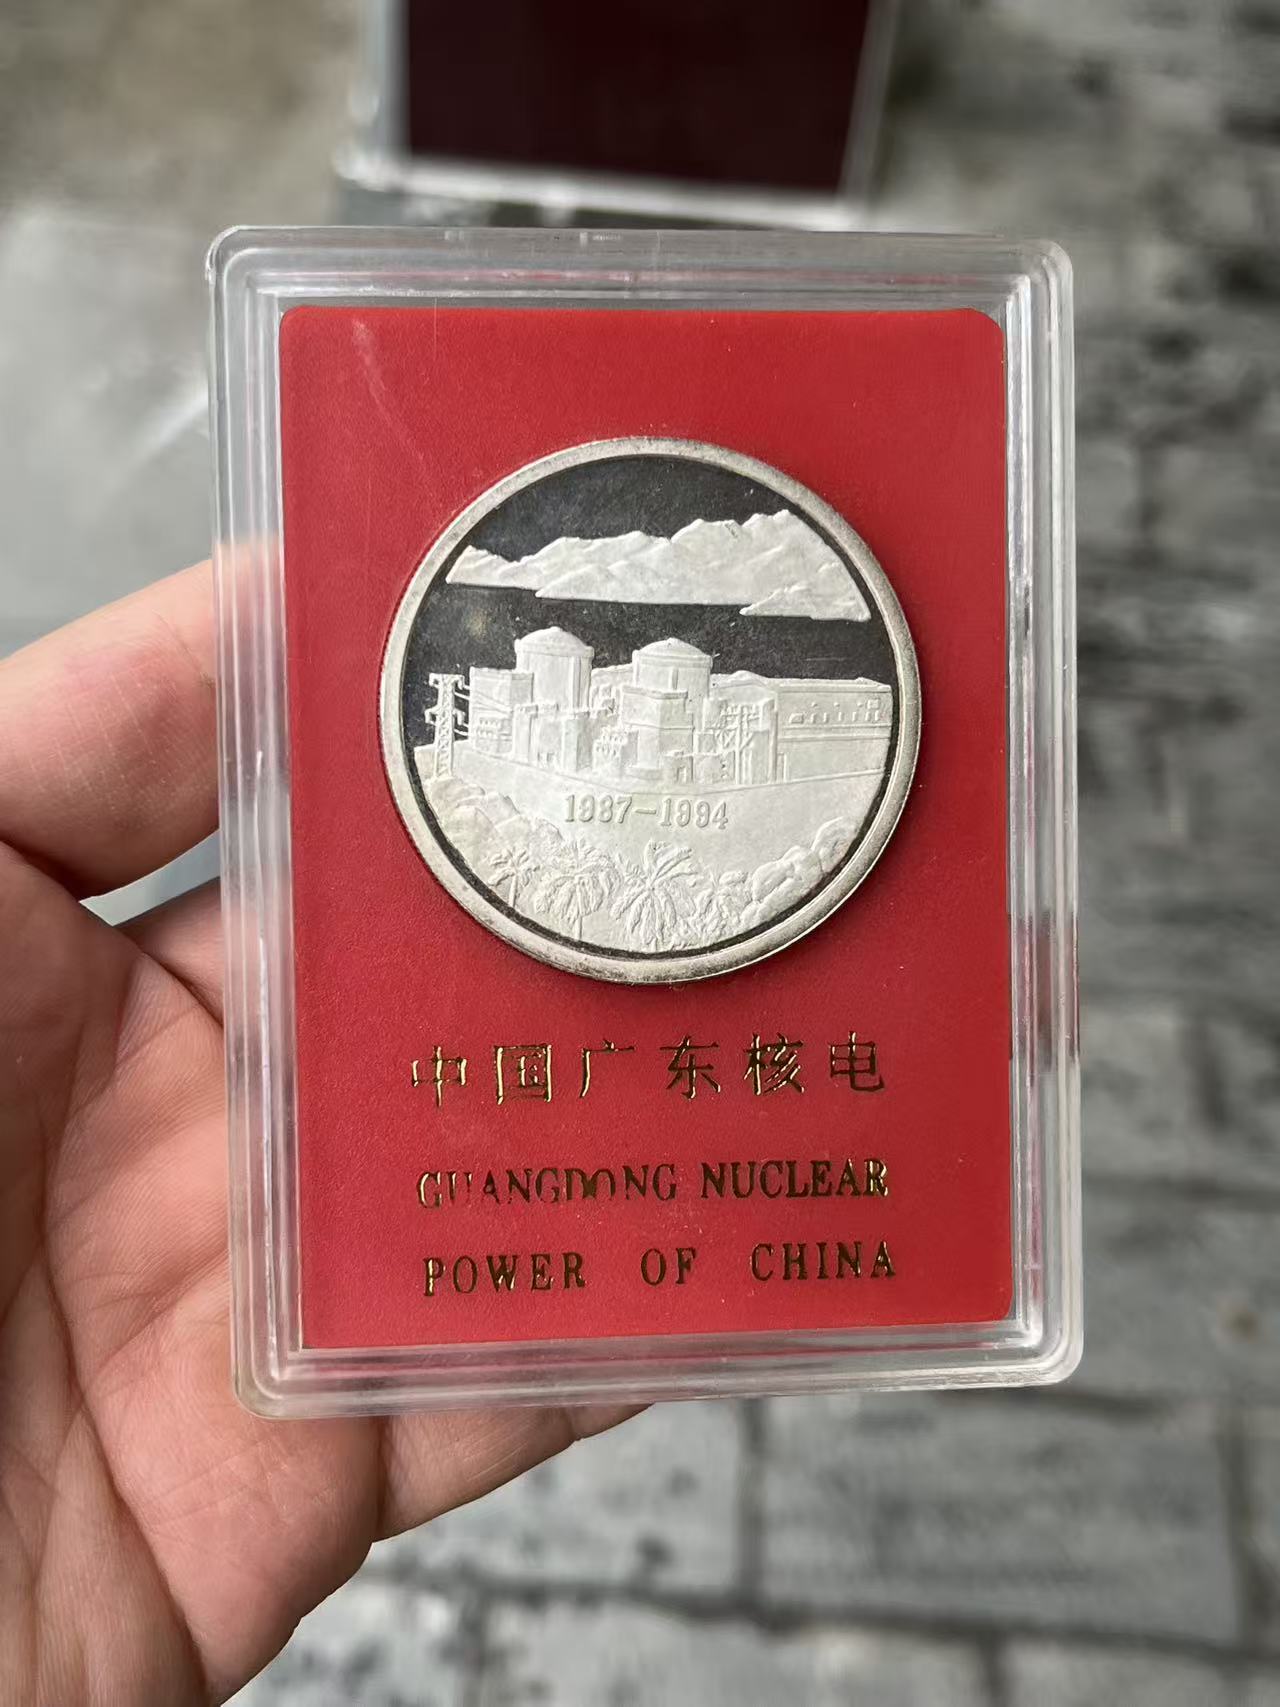 1987-1994
中国广东核电
GUANGDONG NUCLEAR
POWER OF CHINA